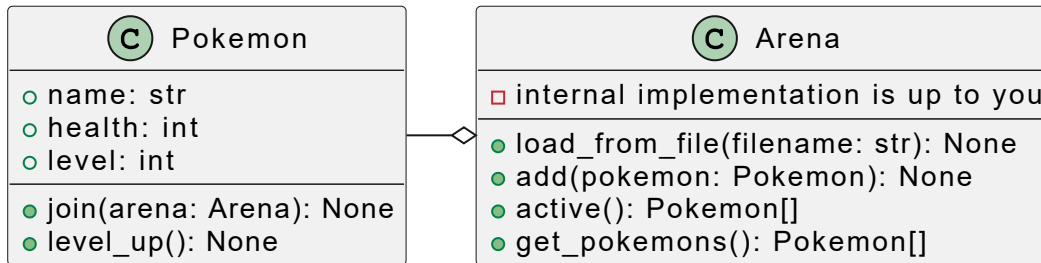 C Pokemon
name: str
health: int
level: int
join(arena: Arena): None
level_up(): None
C Arena
internal implementation is up to you
load_from_file(filename: str): None
add(pokemon: Pokemon): None
active(): Pokemon[]
get_pokemons(): Pokemon[]